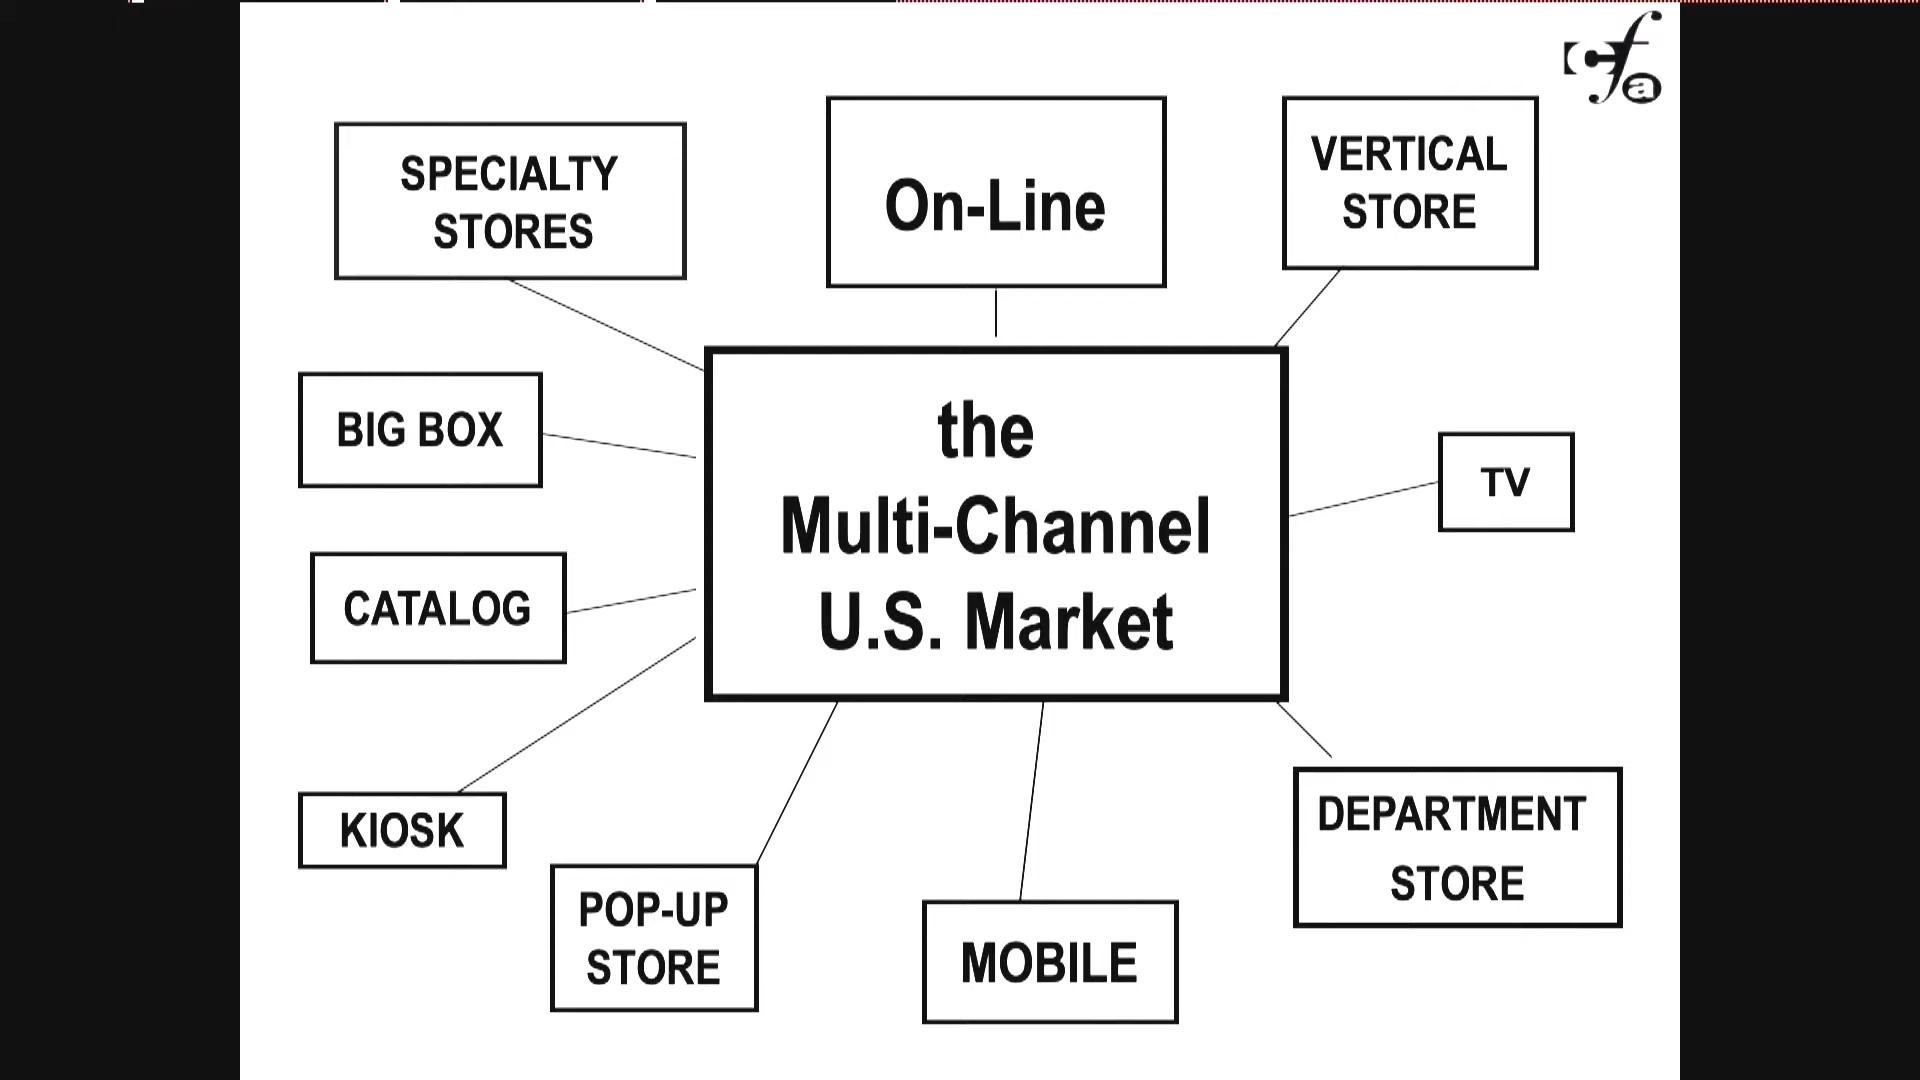 cfa
SPECIALTY
STORES
On-Line
VERTICAL
STORE
BIG BOX
the
Multi-Channel
U.S. Market
TV
CATALOG
KIOSK
POP-UP
STORE
MOBILE
DEPARTMENT
STORE